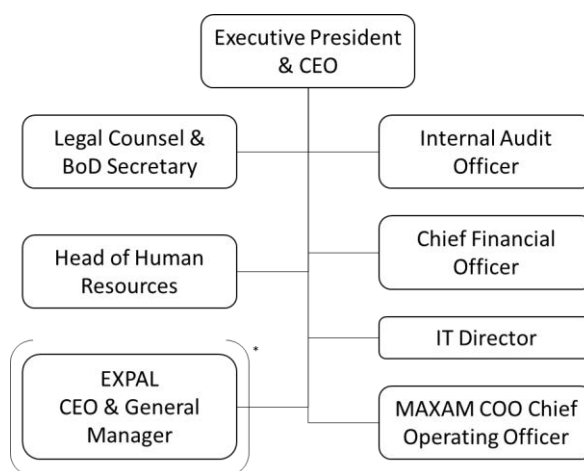 Executive President
& CEO
Legal Counsel &
BoD Secretary
Internal Audit
Officer
Head of Human
Resources
Chief Financial
Officer
IT Director
*
EXPAL
CEO & General
Manager
MAXAM COO Chief
Operating Officer